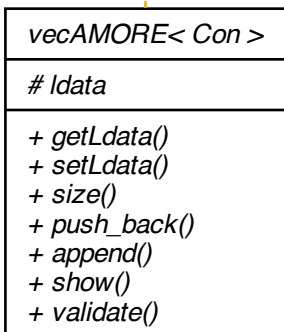 vecAMORE< Con >
# ldata
+ getLdata()
+ setLdata()
+ size()
+ push_back()
+ append()
+ show()
+ validate()